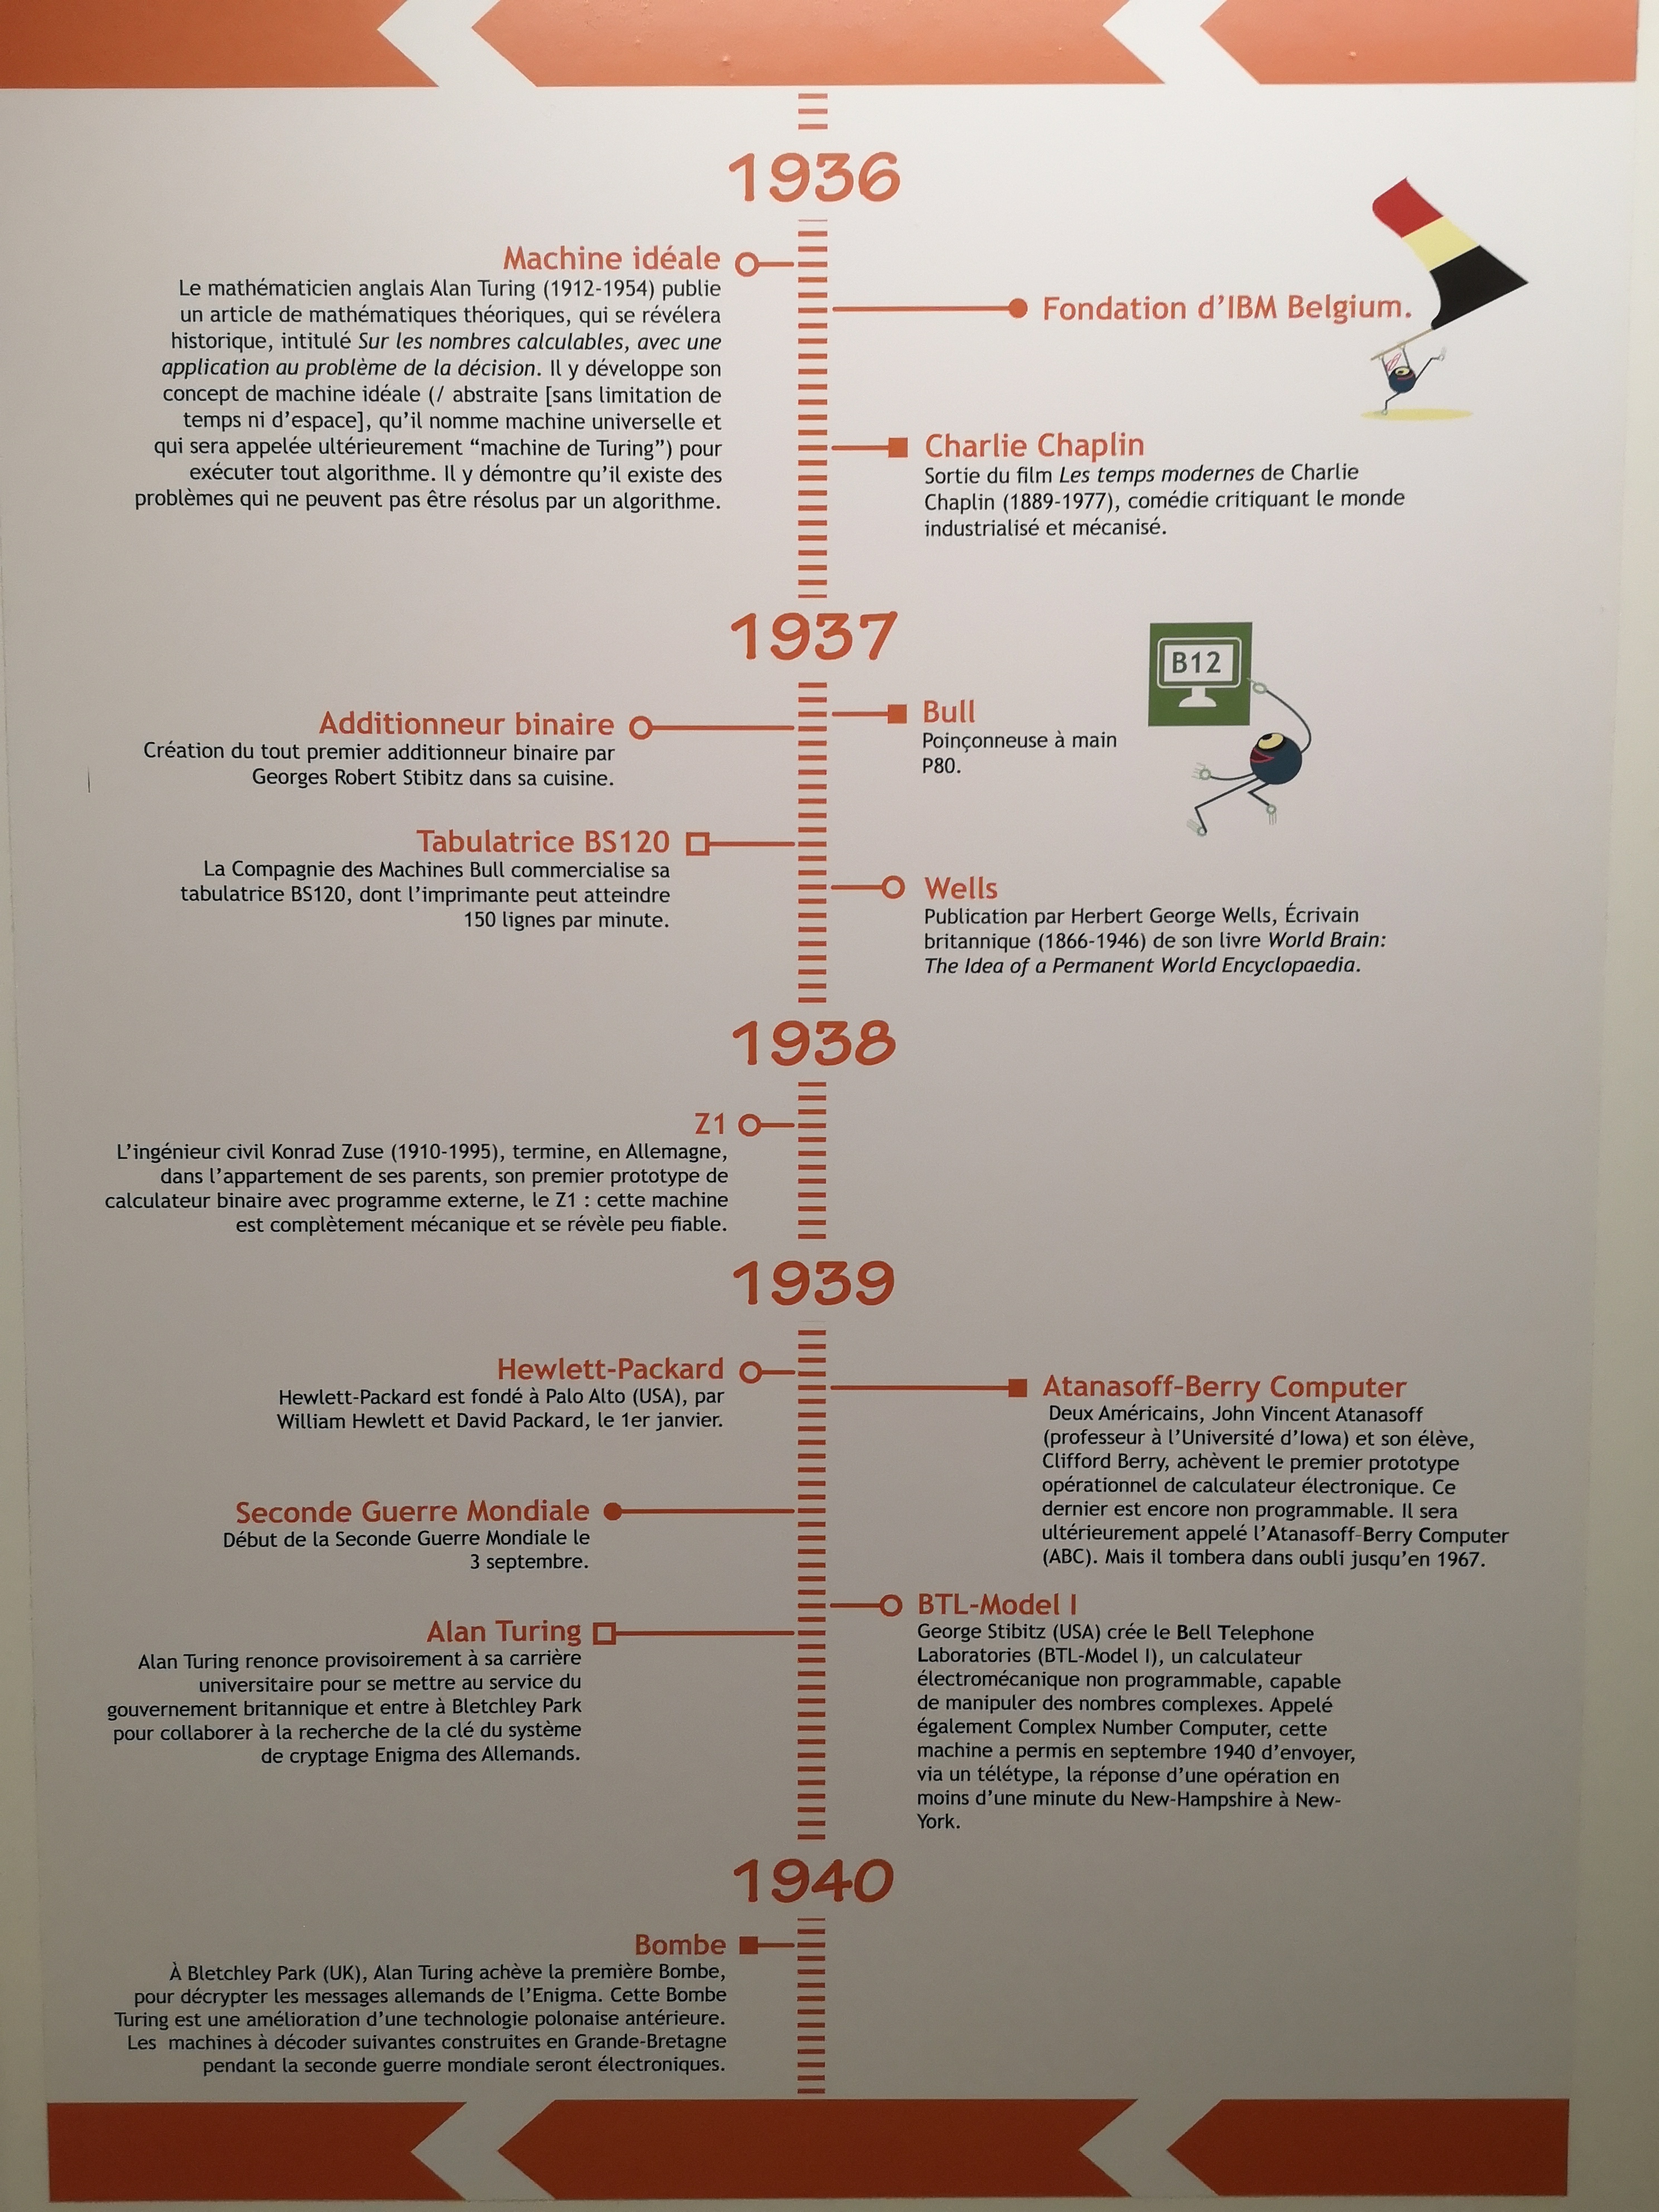 1936
Machine idéale
Le mathématicien anglais Alan Turing (1912-1954) publie
un article de mathématiques théoriques, qui se révélera
historique, intitulé Sur les nombres calculables, avec une
application au problème de la décision. Il y développe son
concept de machine idéale (/ abstraite [sans limitation de
temps ni d’espace], qu’il nomme machine universelle et
qui sera appelée ultérieurement “machine de Turing”) pour
exécuter tout algorithme. Il y démontre qu’il existe des
problèmes qui ne peuvent pas être résolus par un algorithme.
Fondation d’IBM Belgium.
Charlie Chaplin
Sortie du film Les temps modernes de Charlie
Chaplin (1889-1977), comédie critiquant le monde
industrialisé et mécanisé.
1937
Additionneur binaire
Création du tout premier additionneur binaire par
Georges Robert Stibitz dans sa cuisine.
Bull
Poinçonneuse à main
P80.
B12
Tabulatrice BS120
La Compagnie des Machines Bull commercialise sa
tabulatrice BS120, dont l’imprimante peut atteindre
150 lignes par minute.
Wells
Publication par Herbert George Wells, Écrivain
britannique (1866-1946) de son livre World Brain:
The Idea of a Permanent World Encyclopaedia.
1938
Z1
L’ingénieur civil Konrad Zuse (1910-1995), termine, en Allemagne,
dans l’appartement de ses parents, son premier prototype de
calculateur binaire avec programme externe, le Z1 : cette machine
est complètement mécanique et se révèle peu fiable.
1939
Hewlett-Packard
Hewlett-Packard est fondé à Palo Alto (USA), par
William Hewlett et David Packard, le 1er janvier.
Atanasoff-Berry Computer
Deux Américains, John Vincent Atanasoff
(professeur à l’Université d’Iowa) et son élève,
Clifford Berry, achèvent le premier prototype
opérationnel de calculateur électronique. Ce
dernier est encore non programmable. Il sera
ultérieurement appelé l’Atanasoff-Berry Computer
(ABC). Mais il tombera dans oubli jusqu’en 1967.
Seconde Guerre Mondiale
Début de la Seconde Guerre Mondiale le
3 septembre.
BTL-Model I
George Stibitz (USA) crée le Bell Telephone
Laboratories (BTL-Model I), un calculateur
électromécanique non programmable, capable
de manipuler des nombres complexes. Appelé
également Complex Number Computer, cette
machine a permis en septembre 1940 d’envoyer,
via un télétype, la réponse d’une opération en
moins d’une minute du New-Hampshire à New-
York.
Alan Turing
Alan Turing renonce provisoirement à sa carrière
universitaire pour se mettre au service du
gouvernement britannique et entre à Bletchley Park
pour collaborer à la recherche de la clé du système
de cryptage Enigma des Allemands.
1940
Bombe
À Bletchley Park (UK), Alan Turing achève la première Bombe,
pour décrypter les messages allemands de l’Enigma. Cette Bombe
Turing est une amélioration d’une technologie polonaise antérieure.
Les machines à décoder suivantes construites en Grande-Bretagne
pendant la seconde guerre mondiale seront électroniques.